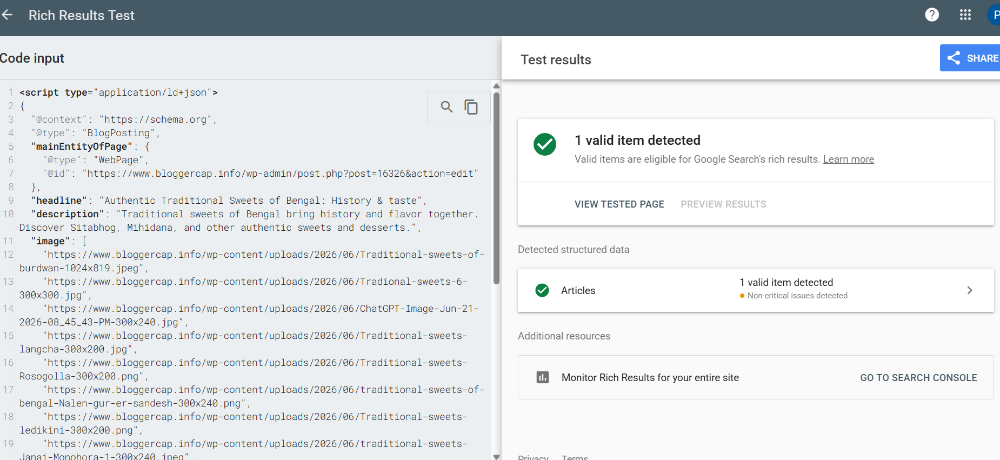 Rich Results Test
P
Code input
1 <script type="application/ld+json">
2 {
3 "@context": "https://schema.org",
4 "@type": "BlogPosting",
5 "mainEntityOfPage": {
6 "@type": "WebPage",
7 "@id": "https://www.bloggercap.info/wp-admin/post.php?post=16326&action=edit"
8 },
9 "headline": "Authentic Traditional Sweets of Bengal: History & taste",
10 "description": "Traditional sweets of Bengal bring history and flavor together.
Discover Sitabhog, Mihidana, and other authentic sweets and desserts.",
11 "image": [
12 "https://www.bloggercap.info/wp-content/uploads/2026/06/Traditional-sweets-of-
burdwan-1024x819.jpeg",
13 "https://www.bloggercap.info/wp-content/uploads/2026/06/Tradional-sweets-6-
300x300.jpg",
14 "https://www.bloggercap.info/wp-content/uploads/2026/06/ChatGPT-Image-Jun-21-
2026-08_45_43-PM-300x240.jpg",
15 "https://www.bloggercap.info/wp-content/uploads/2026/06/Traditional-sweets-
langcha-300x200.jpg",
16 "https://www.bloggercap.info/wp-content/uploads/2026/06/Traditional-sweets-
Rosogolla-300x200.png",
17 "https://www.bloggercap.info/wp-content/uploads/2026/06/traditional-sweets-of-
bengal-Nalen-gur-er-sandesh-300x240.png",
18 "https://www.bloggercap.info/wp-content/uploads/2026/06/Traditional-sweets-
ledikini-300x200.png",
19 "https://www.bloggercap.info/wp-content/uploads/2026/06/traditional-sweets-
Janai-Monohora-1-300x240.jpeg",
Test results
SHARE
1 valid item detected
Valid items are eligible for Google Search's rich results. Learn more
VIEW TESTED PAGE PREVIEW RESULTS
Detected structured data
Articles
1 valid item detected
Non-critical issues detected
Additional resources
Monitor Rich Results for your entire site GO TO SEARCH CONSOLE
Privacy Terms